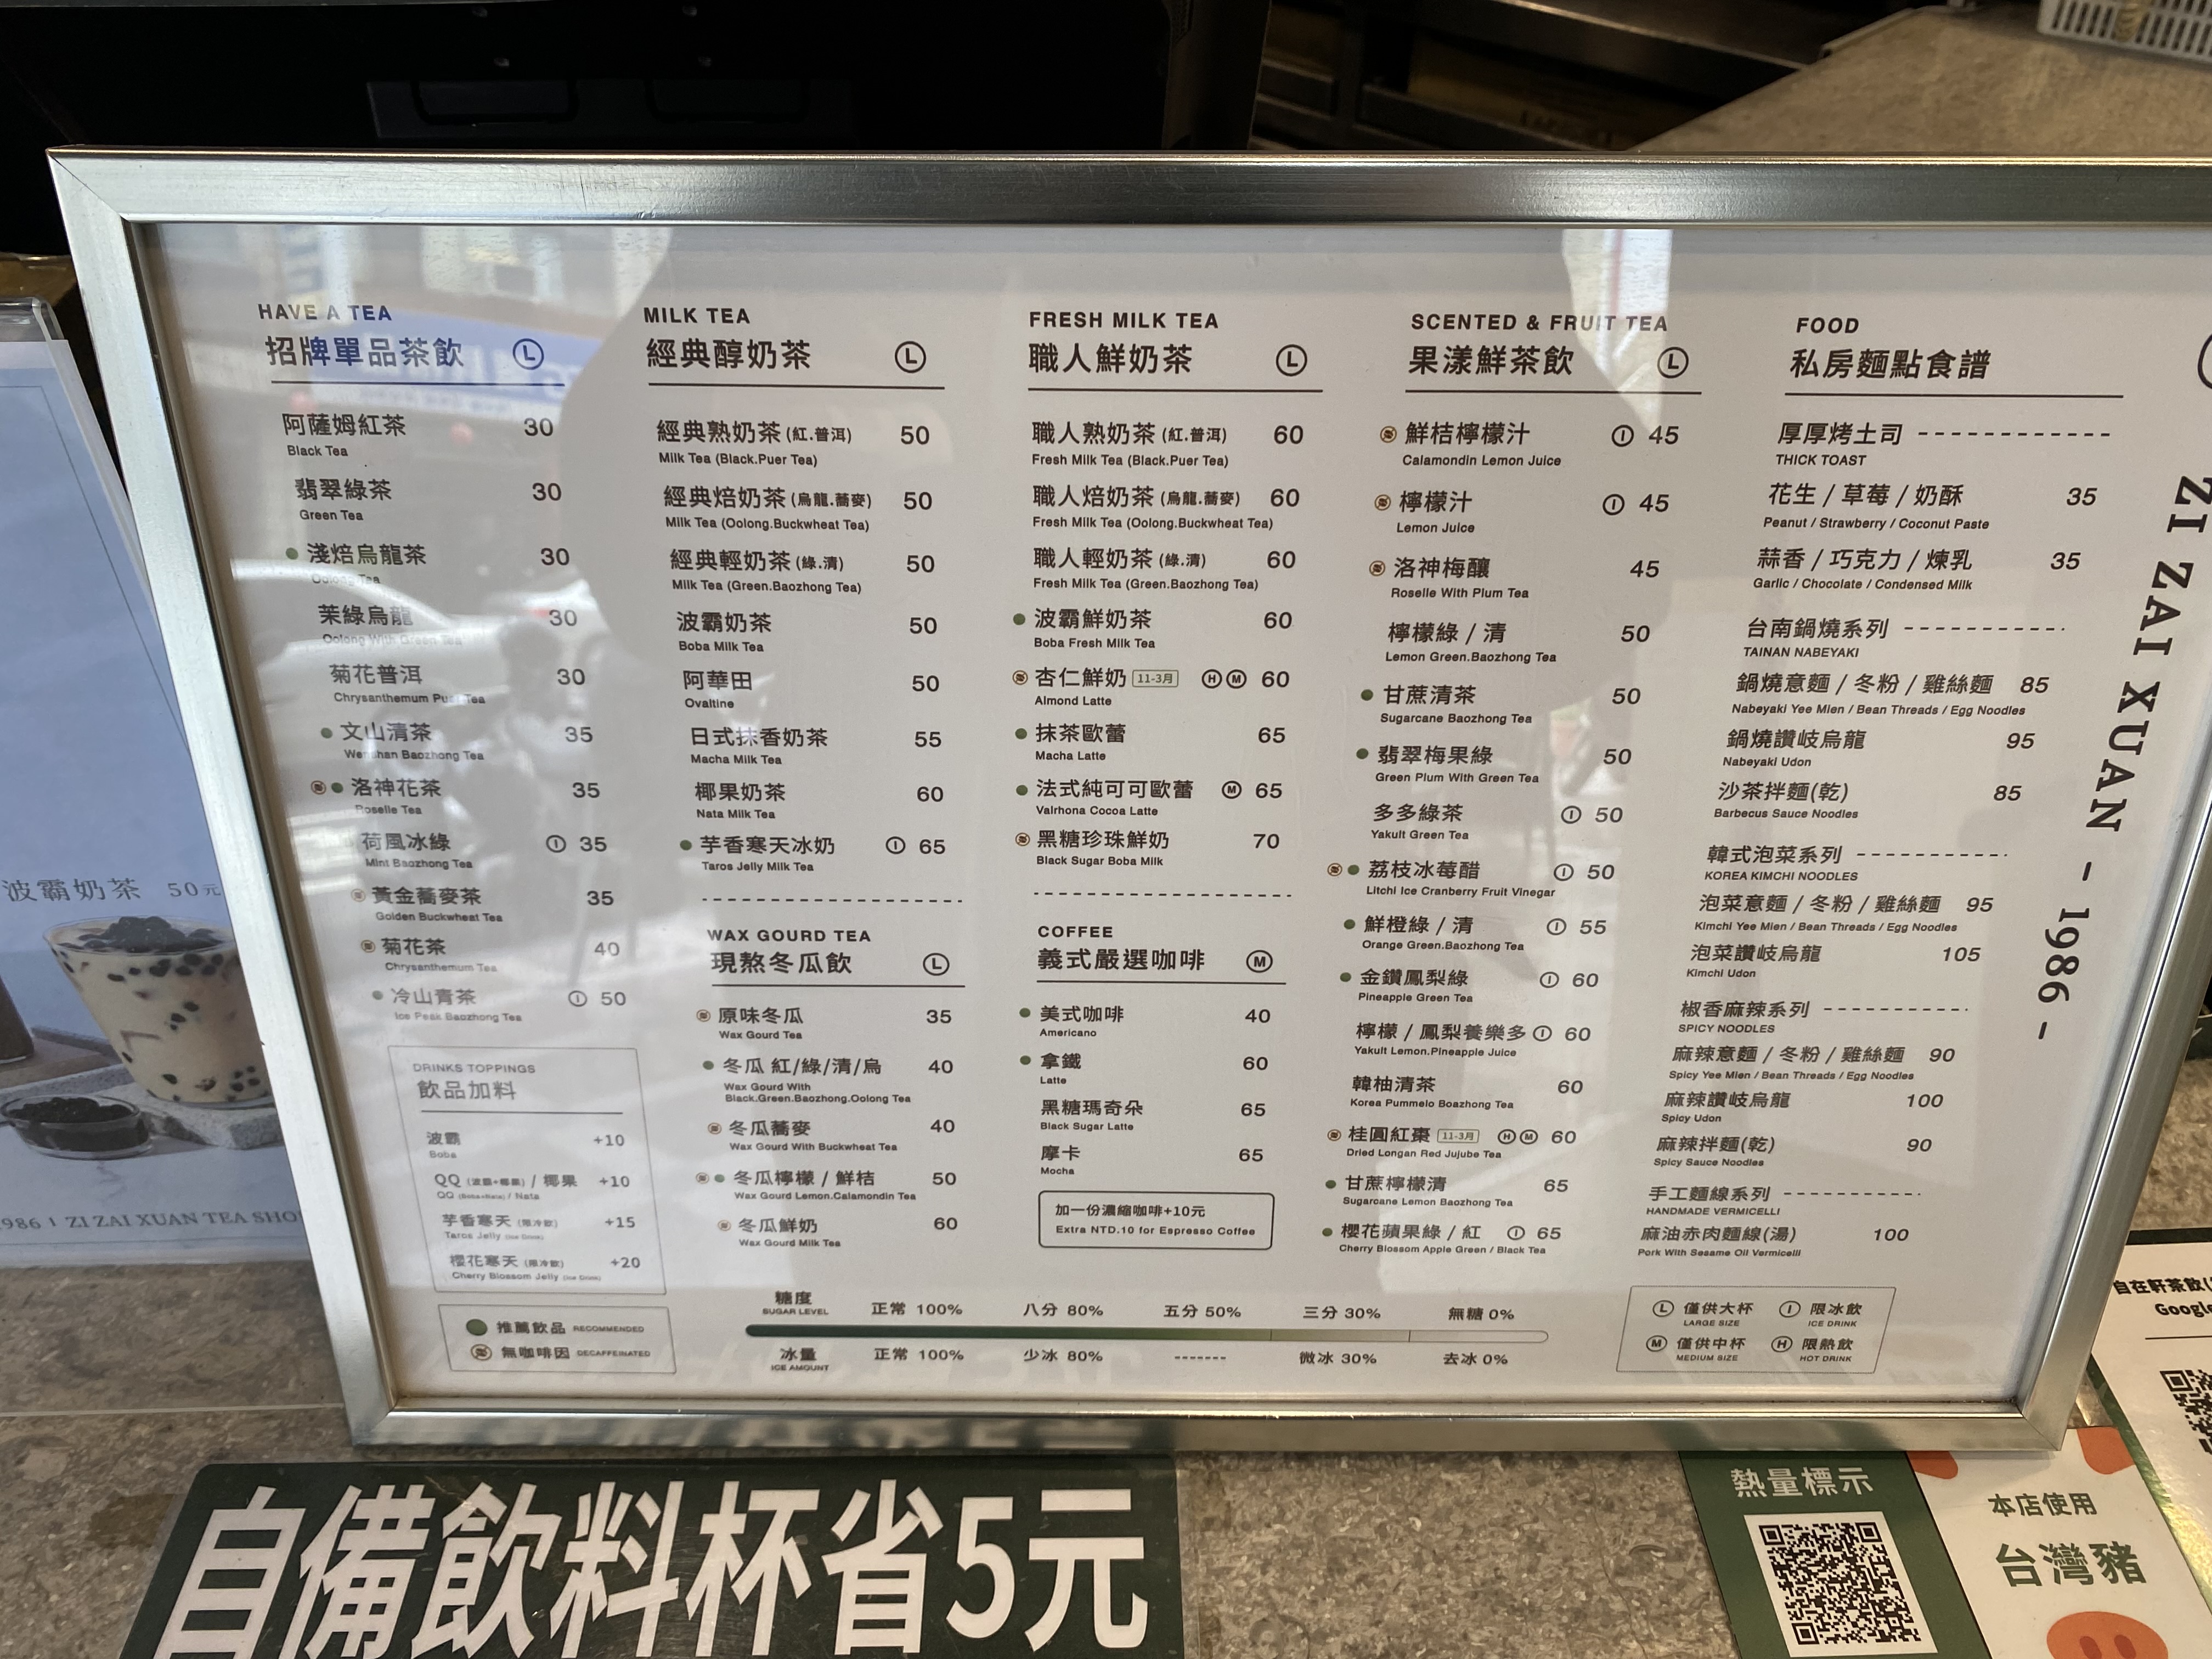 HAVE A TEA
招牌單品茶飲 Ⓛ
阿薩姆紅茶 30
Black Tea
翡翠綠茶 30
Green Tea
淺焙烏龍茶 30
Oolong Tea
茉綠烏龍 30
Oolong With Green Tea
菊花普洱 30
Chrysanthemum Puer Tea
文山清茶 35
Wenshan Baozhong Tea
洛神花茶 35
Roselle Tea
荷風冰綠 Ⓘ 35
Mint Baozhong Tea
黃金蕎麥茶 35
Golden Buckwheat Tea
菊花茶 40
Chrysanthemum Tea
冷山青茶 Ⓘ 50
Ice Peak Baozhong Tea
DRINKS TOPPINGS
飲品加料
波霸 +10
Boba
QQ (波霸+椰果) / 椰果 +10
QQ (Boba+Nata) / Nata
芋香寒天 (限冷飲) +15
Taros Jelly (Ice Drink)
櫻花寒天 (限冷飲) +20
Cherry Blossom Jelly (Ice Drink)
推薦飲品 RECOMMENDED
無咖啡因 DECAFFEINATED
MILK TEA
經典醇奶茶 Ⓛ
經典熟奶茶 (紅.普洱) 50
Milk Tea (Black.Puer Tea)
經典焙奶茶 (烏龍.蕎麥) 50
Milk Tea (Oolong.Buckwheat Tea)
經典輕奶茶 (綠.清) 50
Milk Tea (Green.Baozhong Tea)
波霸奶茶 50
Boba Milk Tea
阿華田 50
Ovaltine
日式抹香奶茶 55
Macha Milk Tea
椰果奶茶 60
Nata Milk Tea
芋香寒天冰奶 Ⓘ 65
Taros Jelly Milk Tea
WAX GOURD TEA
現熬冬瓜飲 Ⓛ
原味冬瓜 35
Wax Gourd Tea
冬瓜 紅/綠/清/烏 40
Wax Gourd With
Black.Green.Baozhong.Oolong Tea
冬瓜蕎麥 40
Wax Gourd With Buckwheat Tea
冬瓜檸檬 / 鮮桔 50
Wax Gourd Lemon.Calamondin Tea
冬瓜鮮奶 60
Wax Gourd Milk Tea
FRESH MILK TEA
職人鮮奶茶 Ⓛ
職人熟奶茶 (紅.普洱) 60
Fresh Milk Tea (Black.Puer Tea)
職人焙奶茶 (烏龍.蕎麥) 60
Fresh Milk Tea (Oolong.Buckwheat Tea)
職人輕奶茶 (綠.清) 60
Fresh Milk Tea (Green.Baozhong Tea)
波霸鮮奶茶 60
Boba Fresh Milk Tea
杏仁鮮奶 11-3月 Ⓗ Ⓜ 60
Almond Latte
抹茶歐蕾 65
Macha Latte
法式純可可歐蕾 Ⓜ 65
Valrhona Cocoa Latte
黑糖珍珠鮮奶 70
Black Sugar Boba Milk
COFFEE
義式嚴選咖啡 Ⓜ
美式咖啡 40
Americano
拿鐵 60
Latte
黑糖瑪奇朵 65
Black Sugar Latte
摩卡 65
Mocha
加一份濃縮咖啡+10元
Extra NTD.10 for Espresso Coffee
SCENTED & FRUIT TEA
果漾鮮茶飲 Ⓛ
鮮桔檸檬汁 Ⓘ 45
Calamondin Lemon Juice
檸檬汁 Ⓘ 45
Lemon Juice
洛神梅釀 45
Roselle With Plum Tea
檸檬綠 / 清 50
Lemon Green.Baozhong Tea
甘蔗清茶 50
Sugarcane Baozhong Tea
翡翠梅果綠 50
Green Plum With Green Tea
多多綠茶 Ⓘ 50
Yakult Green Tea
荔枝冰莓醋 Ⓘ 50
Litchi Ice Cranberry Fruit Vinegar
鮮橙綠 / 清 Ⓘ 55
Orange Green.Baozhong Tea
金鑽鳳梨綠 Ⓘ 60
Pineapple Green Tea
檸檬 / 鳳梨養樂多 Ⓘ 60
Yakult Lemon.Pineapple Juice
韓柚清茶 60
Korea Pummelo Boazhong Tea
桂圓紅棗 11-3月 Ⓗ Ⓜ 60
Dried Longan Red Jujube Tea
甘蔗檸檬清 65
Sugarcane Lemon Baozhong Tea
櫻花蘋果綠 / 紅 Ⓘ 65
Cherry Blossom Apple Green / Black Tea
FOOD
私房麵點食譜
厚厚烤土司
THICK TOAST
花生 / 草莓 / 奶酥 35
Peanut / Strawberry / Coconut Paste
蒜香 / 巧克力 / 煉乳 35
Garlic / Chocolate / Condensed Milk
台南鍋燒系列
TAINAN NABEYAKI
鍋燒意麵 / 冬粉 / 雞絲麵 85
Nabeyaki Yee Mien / Bean Threads / Egg Noodles
鍋燒讚岐烏龍 95
Nabeyaki Udon
沙茶拌麵(乾) 85
Barbecus Sauce Noodles
韓式泡菜系列
KOREA KIMCHI NOODLES
泡菜意麵 / 冬粉 / 雞絲麵 95
Kimchi Yee Mien / Bean Threads / Egg Noodles
泡菜讚岐烏龍 105
Kimchi Udon
椒香麻辣系列
SPICY NOODLES
麻辣意麵 / 冬粉 / 雞絲麵 90
Spicy Yee Mien / Bean Threads / Egg Noodles
麻辣讚岐烏龍 100
Spicy Udon
麻辣拌麵(乾) 90
Spicy Sauce Noodles
手工麵線系列
HANDMADE VERMICELLI
麻油赤肉麵線(湯) 100
Pork With Sesame Oil Vermicelli
ZI ZAI XUAN - 1986 -
糖度 正常 100% 八分 80% 五分 50% 三分 30% 無糖 0%
SUGAR LEVEL
冰量 正常 100% 少冰 80% ------- 微冰 30% 去冰 0%
ICE AMOUNT
Ⓛ 僅供大杯 Ⓘ 限冰飲
LARGE SIZE ICE DRINK
Ⓜ 僅供中杯 Ⓗ 限熱飲
MEDIUM SIZE HOT DRINK
波霸奶茶 50元
986 | ZI ZAI XUAN TEA SHO
自備飲料杯省5元
熱量標示
本店使用
台灣豬
自在軒茶飲(
Google